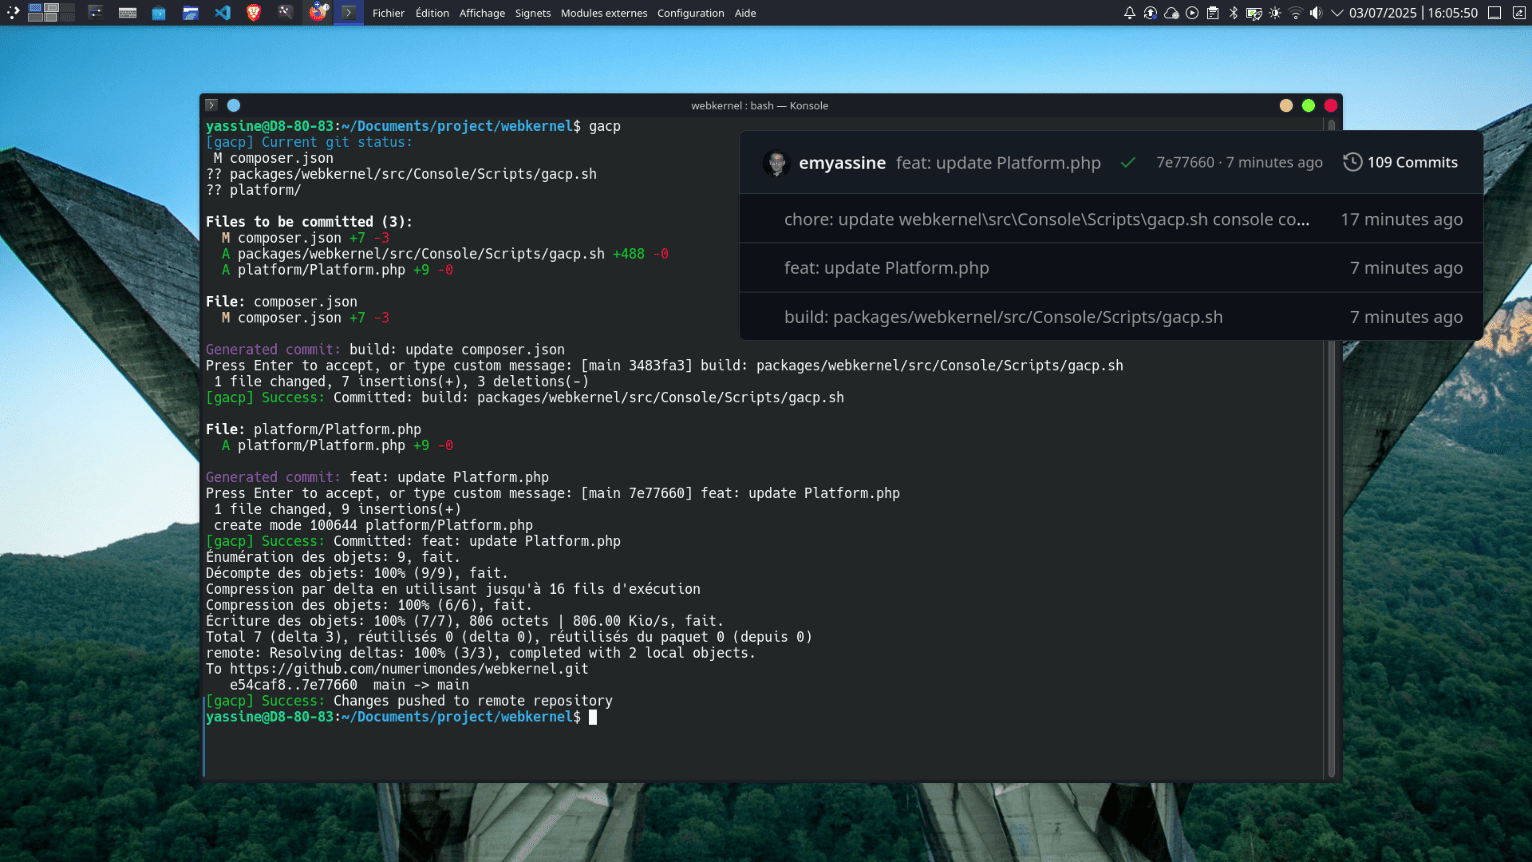 Fichier Édition Affichage Signets Modules externes Configuration Aide
03/07/2025 | 16:05:50
webkernel : bash — Konsole
yassine@D8-80-83:~/Documents/project/webkernel$ gacp
[gacp] Current git status:
M composer.json
?? packages/webkernel/src/Console/Scripts/gacp.sh
?? platform/
Files to be committed (3):
M composer.json +7 -3
A packages/webkernel/src/Console/Scripts/gacp.sh +488 -0
A platform/Platform.php +9 -0
File: composer.json
M composer.json +7 -3
Generated commit: build: update composer.json
Press Enter to accept, or type custom message: [main 3483fa3] build: packages/webkernel/src/Console/Scripts/gacp.sh
1 file changed, 7 insertions(+), 3 deletions(-)
[gacp] Success: Committed: build: packages/webkernel/src/Console/Scripts/gacp.sh
File: platform/Platform.php
A platform/Platform.php +9 -0
Generated commit: feat: update Platform.php
Press Enter to accept, or type custom message: [main 7e77660] feat: update Platform.php
1 file changed, 9 insertions(+)
create mode 100644 platform/Platform.php
[gacp] Success: Committed: feat: update Platform.php
Énumération des objets: 9, fait.
Décompte des objets: 100% (9/9), fait.
Compression par delta en utilisant jusqu'à 16 fils d'exécution
Compression des objets: 100% (6/6), fait.
Écriture des objets: 100% (7/7), 806 octets | 806.00 Kio/s, fait.
Total 7 (delta 3), réutilisés 0 (delta 0), réutilisés du paquet 0 (depuis 0)
remote: Resolving deltas: 100% (3/3), completed with 2 local objects.
To https://github.com/numerimondes/webkernel.git
e54caf8..7e77660 main -> main
[gacp] Success: Changes pushed to remote repository
yassine@D8-80-83:~/Documents/project/webkernel$
emyassine feat: update Platform.php 7e77660 · 7 minutes ago 109 Commits
chore: update webkernel\src\Console\Scripts\gacp.sh console co... 17 minutes ago
feat: update Platform.php 7 minutes ago
build: packages/webkernel/src/Console/Scripts/gacp.sh 7 minutes ago